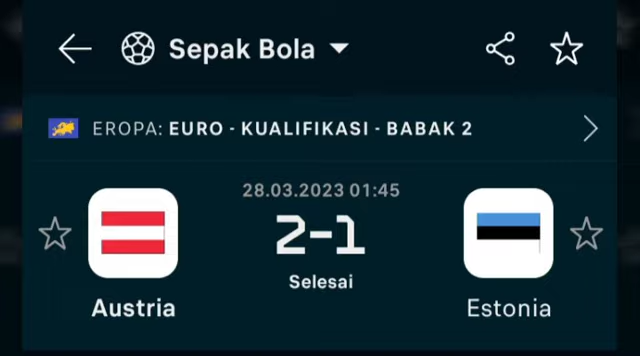 Sepak Bola
EROPA: EURO - KUALIFIKASI - BABAK 2
28.03.2023 01:45
2-1
Selesai
Austria
Estonia